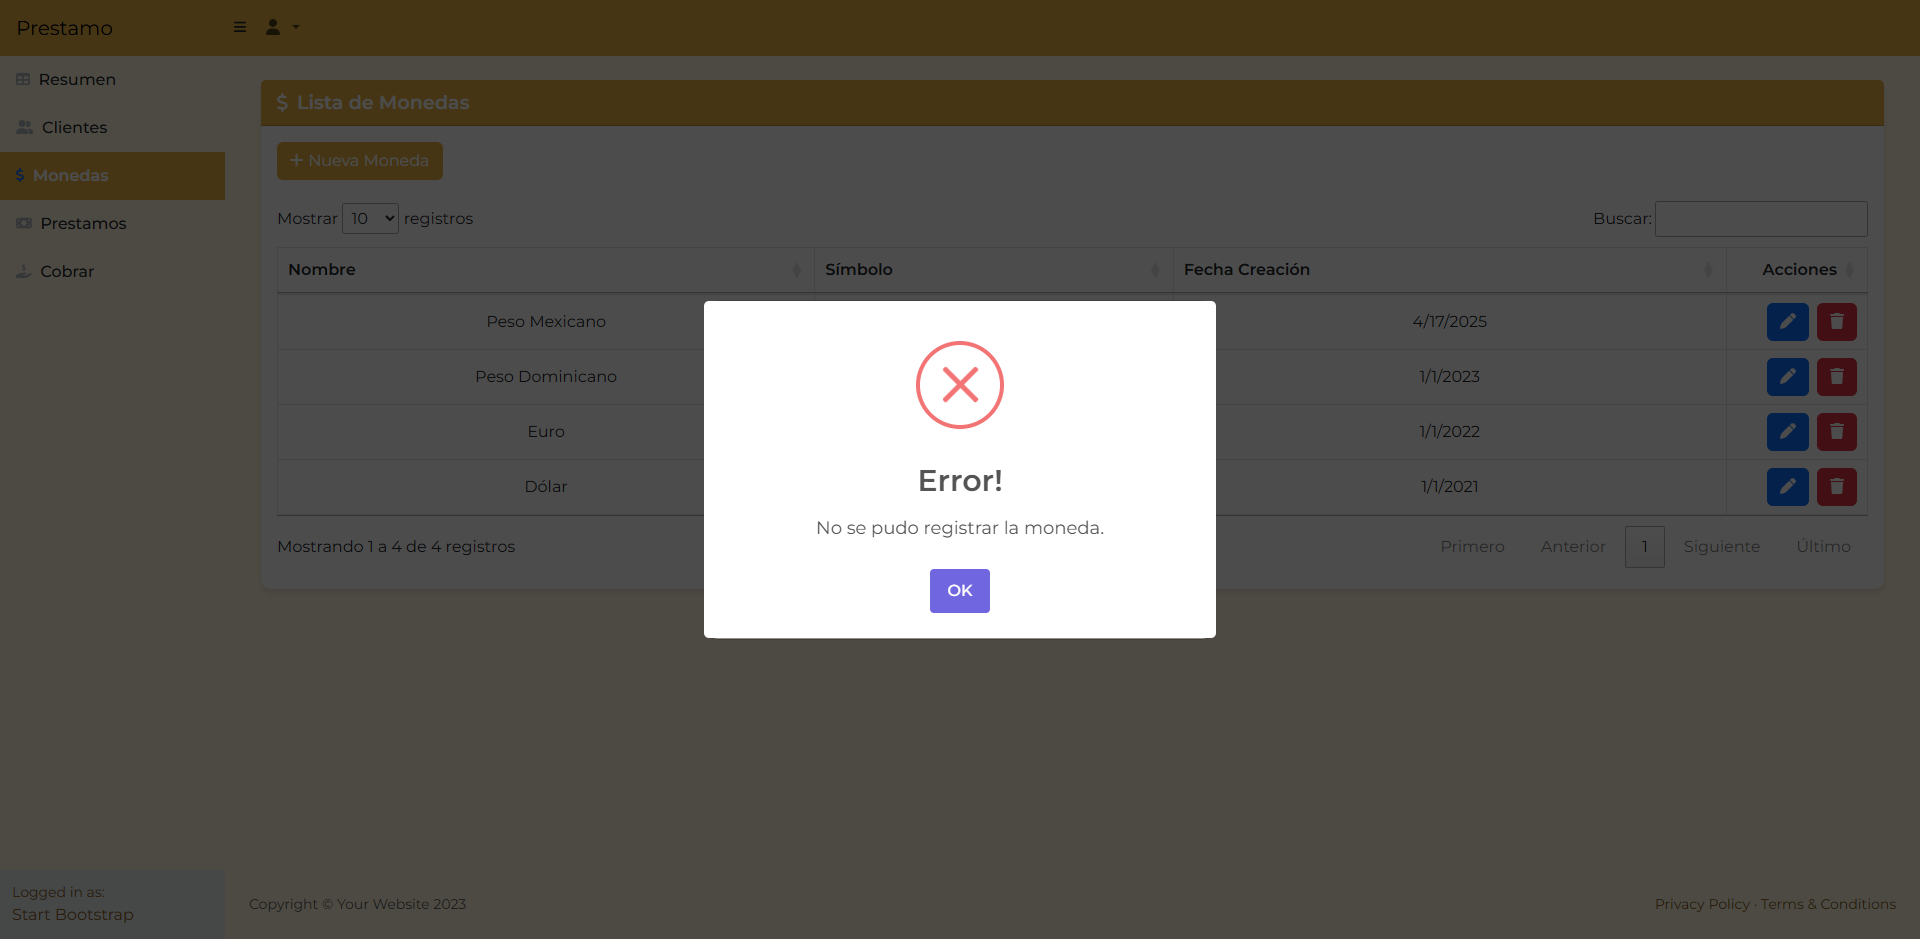 Prestamo
Resumen
Clientes
Monedas
Prestamos
Cobrar
Logged in as:
Start Bootstrap
$ Lista de Monedas
+ Nueva Moneda
Mostrar 10 registros
Buscar:
Nombre Símbolo Fecha Creación Acciones
Peso Mexicano 4/17/2025
Peso Dominicano 1/1/2023
Euro 1/1/2022
Dólar 1/1/2021
Mostrando 1 a 4 de 4 registros
Primero Anterior 1 Siguiente Último
Error!
No se pudo registrar la moneda.
OK
Copyright © Your Website 2023
Privacy Policy · Terms & Conditions